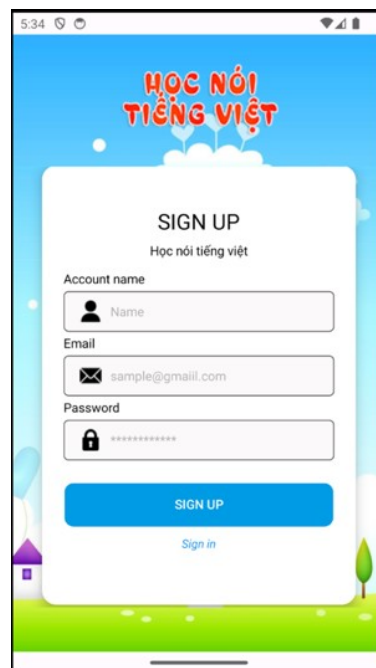 5:34
HỌC NÓI
TIẾNG VIỆT
SIGN UP
Học nói tiếng việt
Account name
Name
Email
sample@gmaiil.com
Password
************
SIGN UP
Sign in